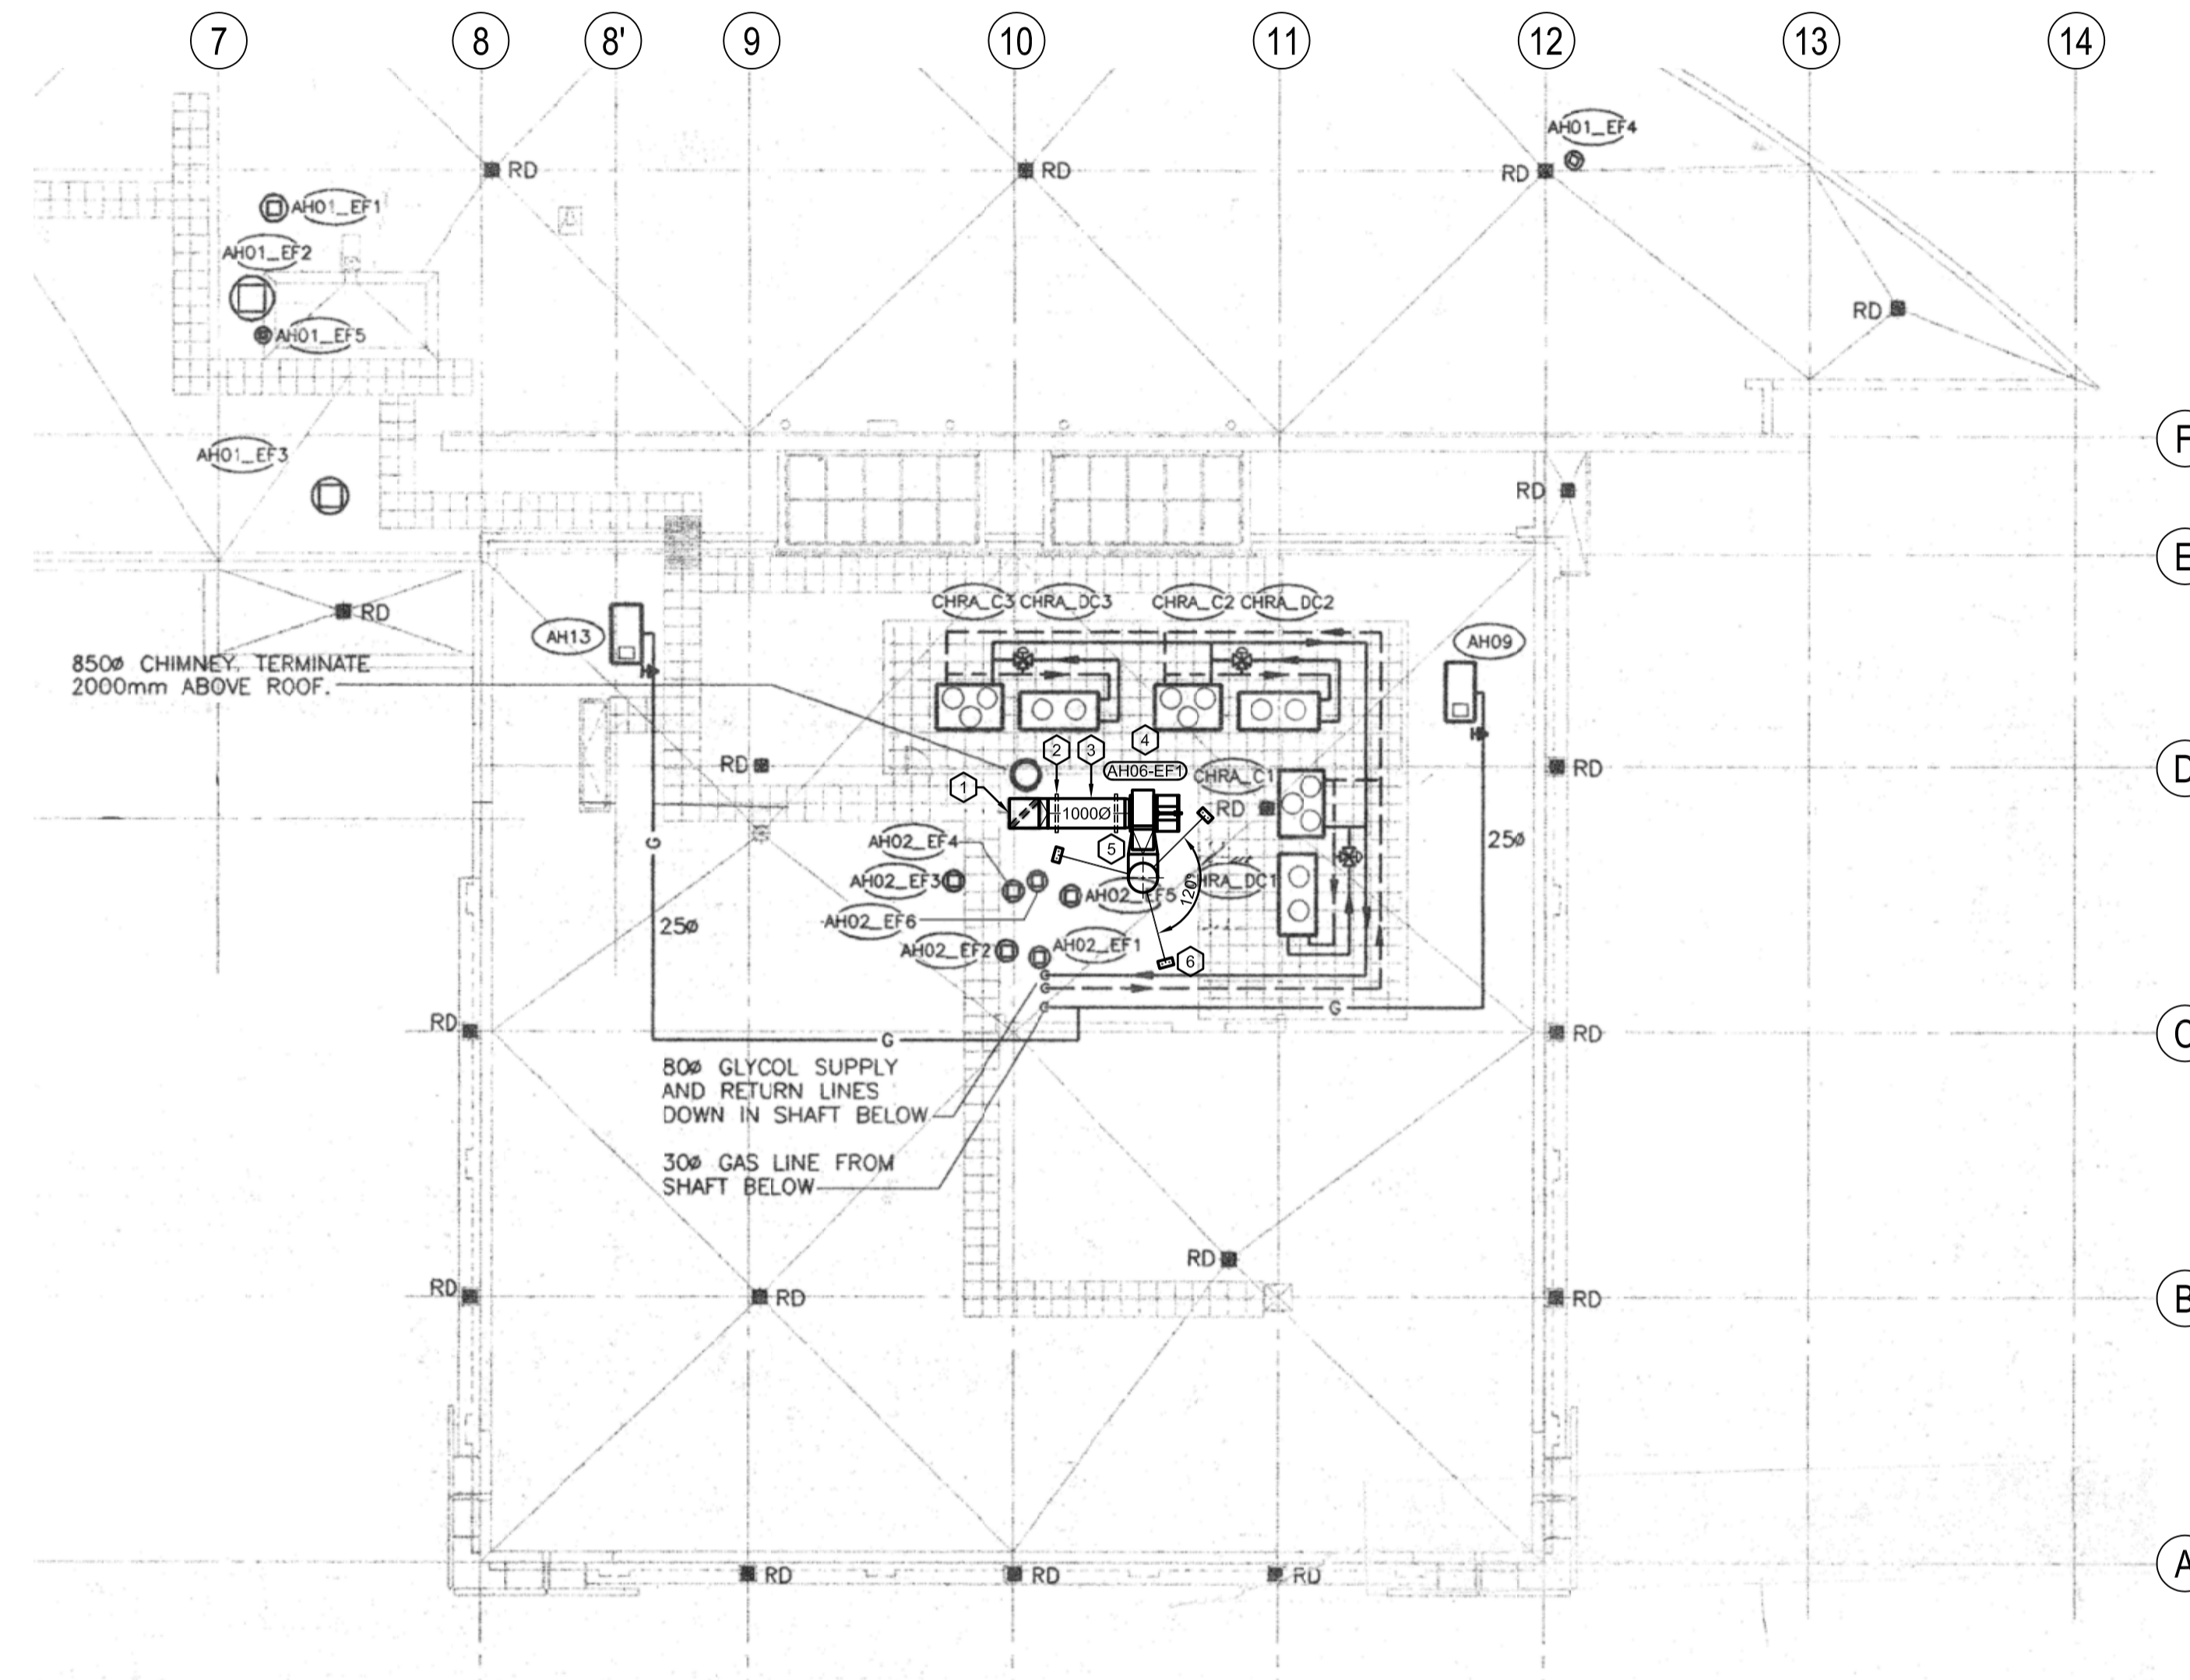 7
8
8'
9
10
11
12
13
14
AH01_EF4
RD
RD
RD
AH01_EF1
AH01_EF2
RD
AH01_EF5
F
AH01_EF3
RD
E
CHRA_C3
CHRA_DC3
CHRA_C2
CHRA_DC2
RD
AH13
AH09
850ø CHIMNEY. TERMINATE
2000mm ABOVE ROOF.
4
2
3
RD
AH06-EF1
CHRA_C1
RD
D
1
1000Ø
RD
AH02_EF4
5
25ø
G
AH02_EF3
AH02_EF5
120°
HRA_DC1
AH02_EF6
25ø
AH02_EF2
AH02_EF1
6
G
RD
RD
C
G
80ø GLYCOL SUPPLY
AND RETURN LINES
DOWN IN SHAFT BELOW
30ø GAS LINE FROM
SHAFT BELOW
RD
RD
RD
RD
B
RD
RD
RD
A